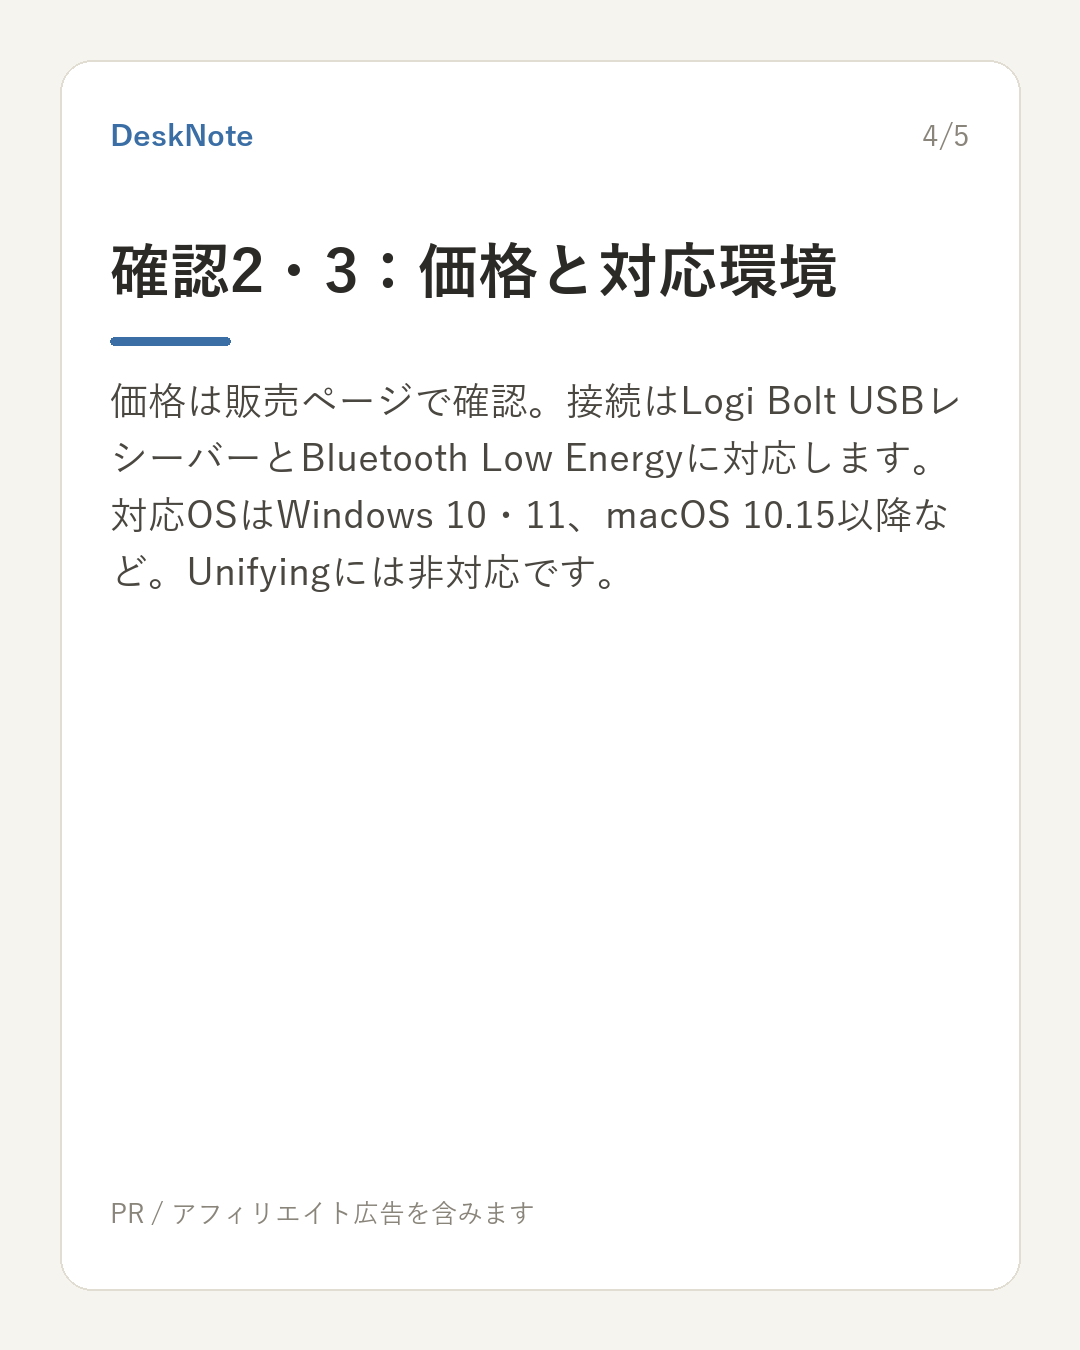 DeskNote
4/5
確認2・3：価格と対応環境
価格は販売ページで確認。接続はLogi Bolt USBレ
シーバーとBluetooth Low Energyに対応します。
対応OSはWindows 10・11、macOS 10.15以降な
ど。Unifyingには非対応です。
PR / アフィリエイト広告を含みます